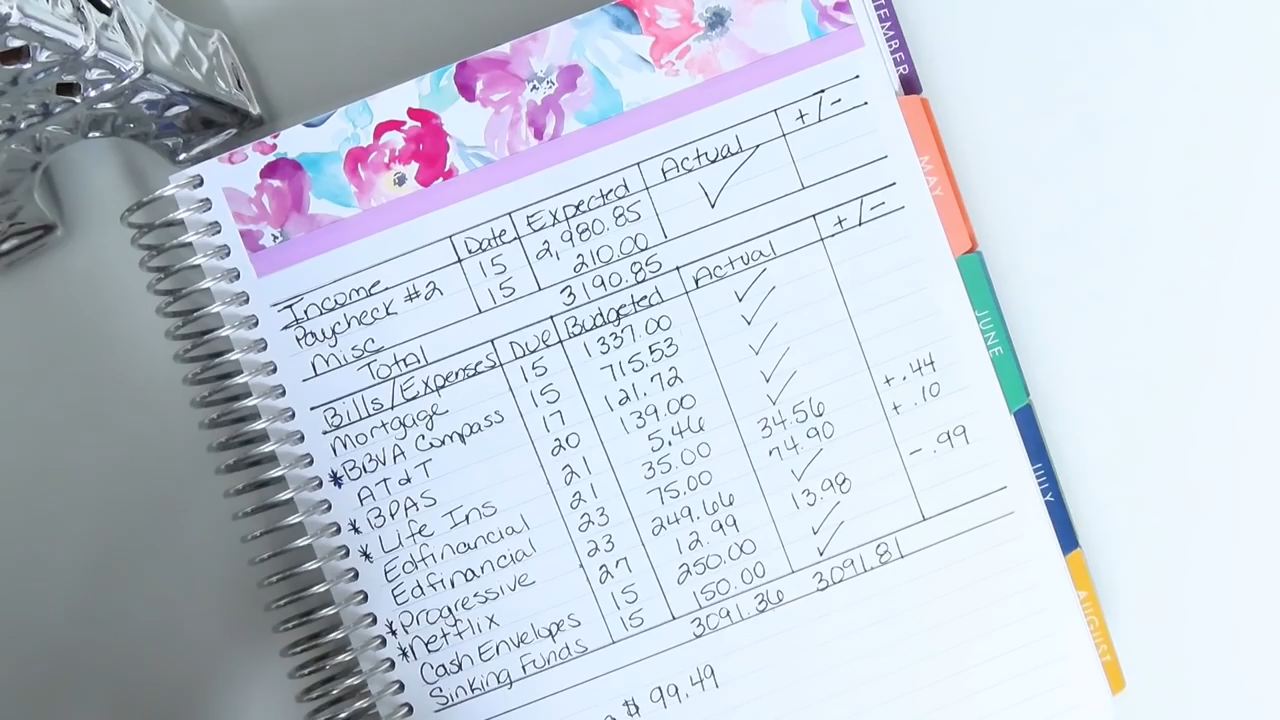 Income Date Expected Actual +/-
Paycheck #2 15 2,980.85 ✓
Misc 15 210.00
Total 3190.85
Bills/Expenses Due Budgeted Actual +/-
Mortgage 15 1337.00 ✓
*BBVA Compass 15 715.53 ✓
AT&T 17 121.72 ✓
*BPAS 20 139.00 ✓
*Life Ins 21 5.46 ✓
Edfinancial 21 35.00 34.56 +.44
Edfinancial 23 75.00 74.90 +.10
*Progressive 23 249.66 ✓
*Netflix 27 12.99 13.98 -.99
Cash Envelopes 15 250.00 ✓
Sinking Funds 15 150.00 ✓
3091.36 3091.81
$99.49
TEMBER
MAY
JUNE
JULY
AUGUST